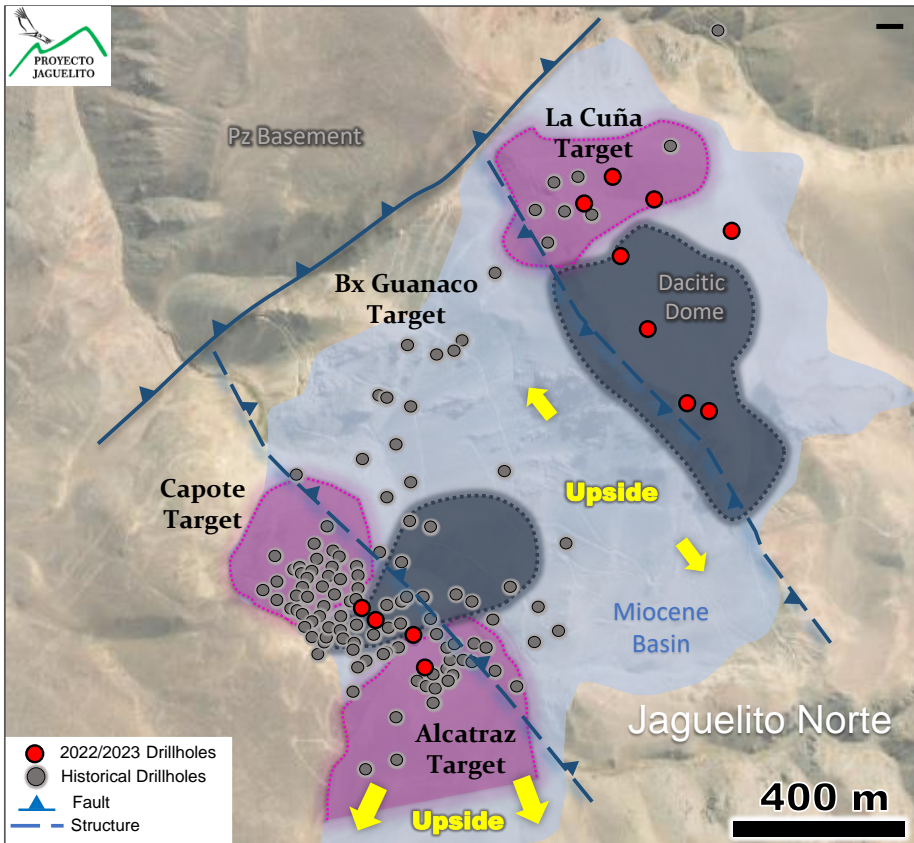 PROYECTO
JAGUELITO
Pz Basement
La Cuña
Target
Bx Guanaco
Target
Dacitic
Dome
Capote
Target
Upside
Miocene
Basin
Jaguelito Norte
Alcatraz
Target
Upside
2022/2023 Drillholes
Historical Drillholes
Fault
Structure
400 m